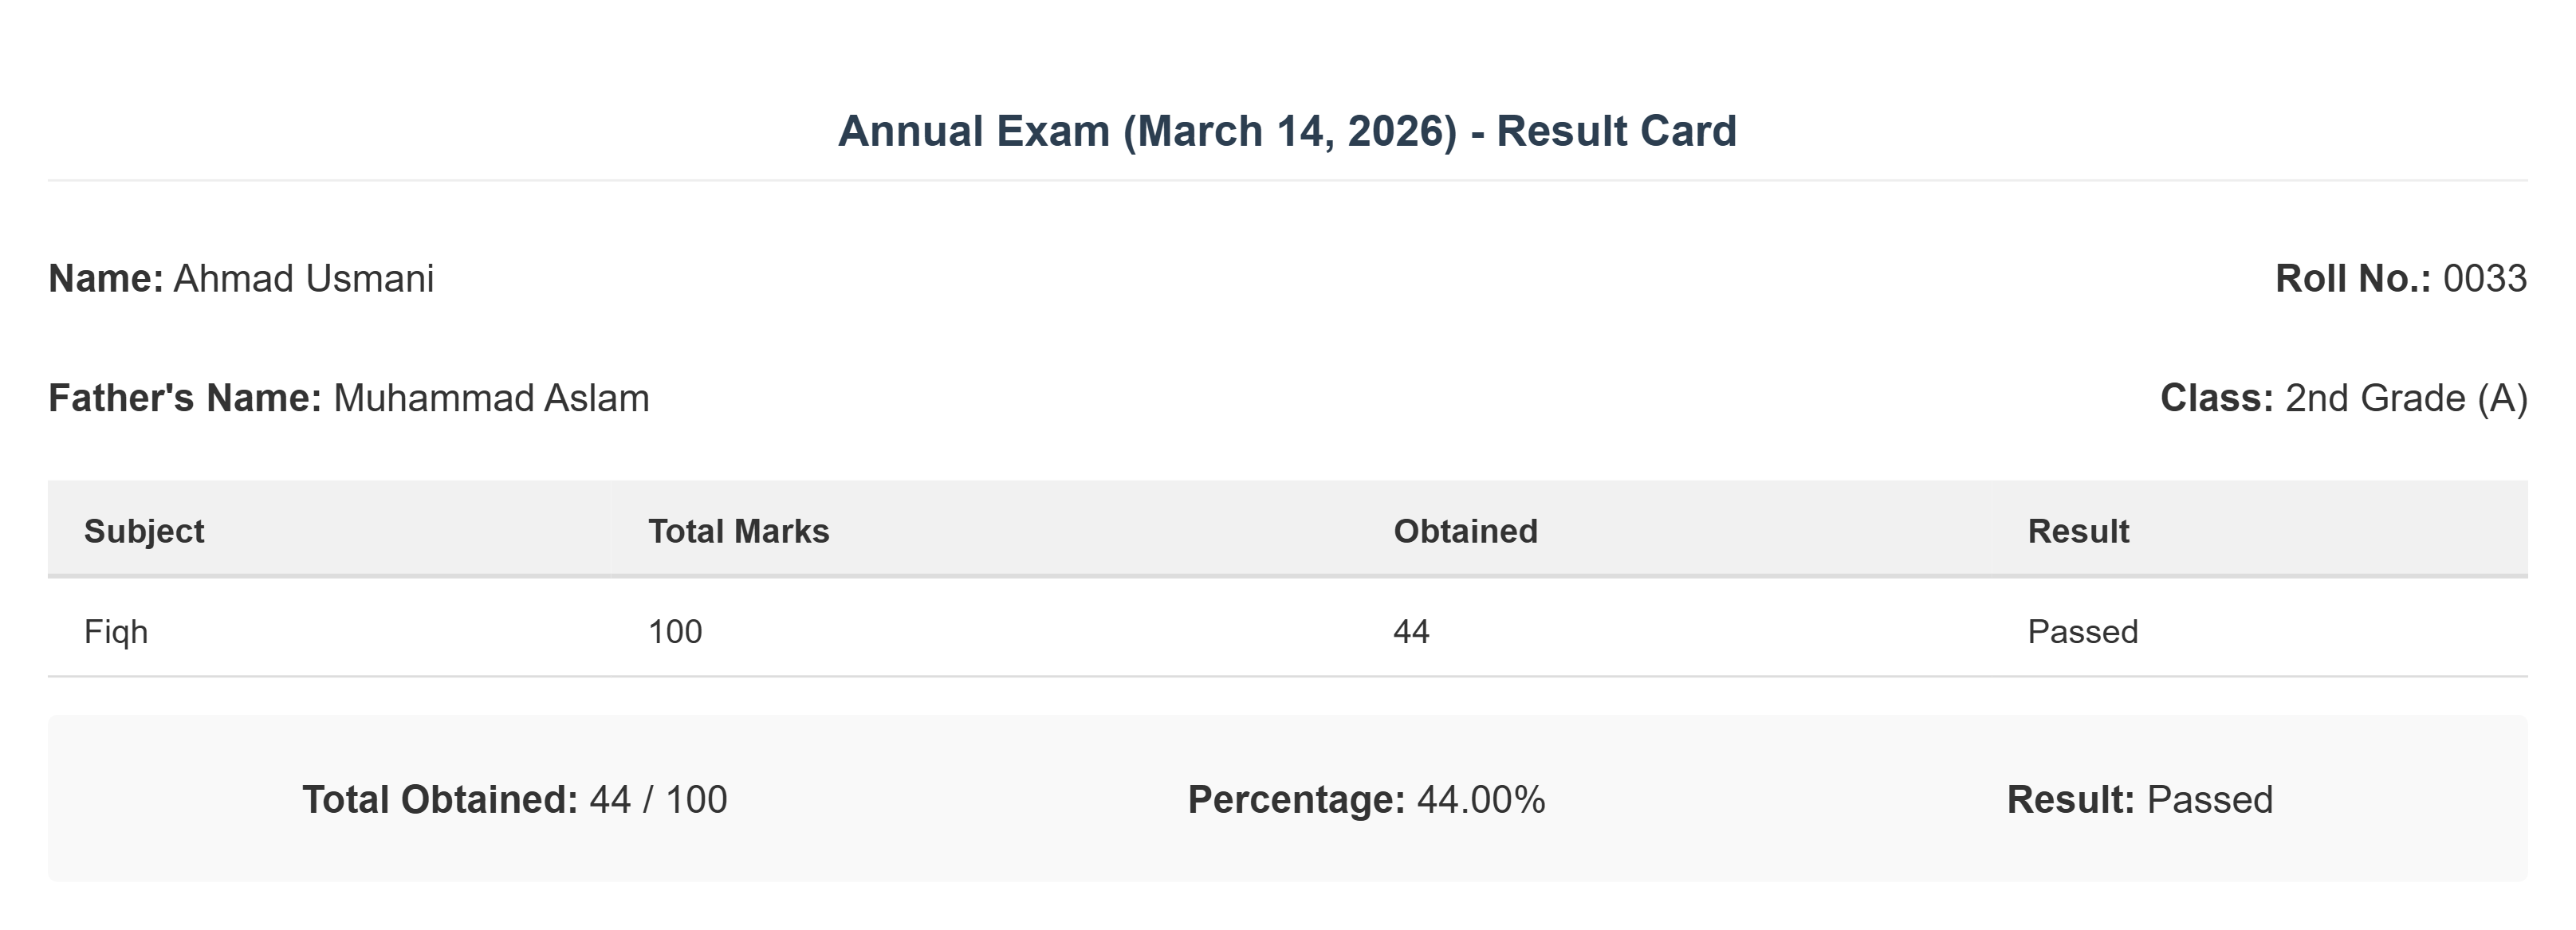 Annual Exam (March 14, 2026) - Result Card
Name: Ahmad Usmani Roll No.: 0033
Father's Name: Muhammad Aslam Class: 2nd Grade (A)
Subject Total Marks Obtained Result
Fiqh 100 44 Passed
Total Obtained: 44 / 100 Percentage: 44.00% Result: Passed